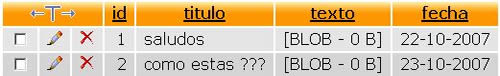 ←T→ id titulo texto fecha
1 saludos [BLOB - 0 B] 22-10-2007
2 como estas ??? [BLOB - 0 B] 23-10-2007